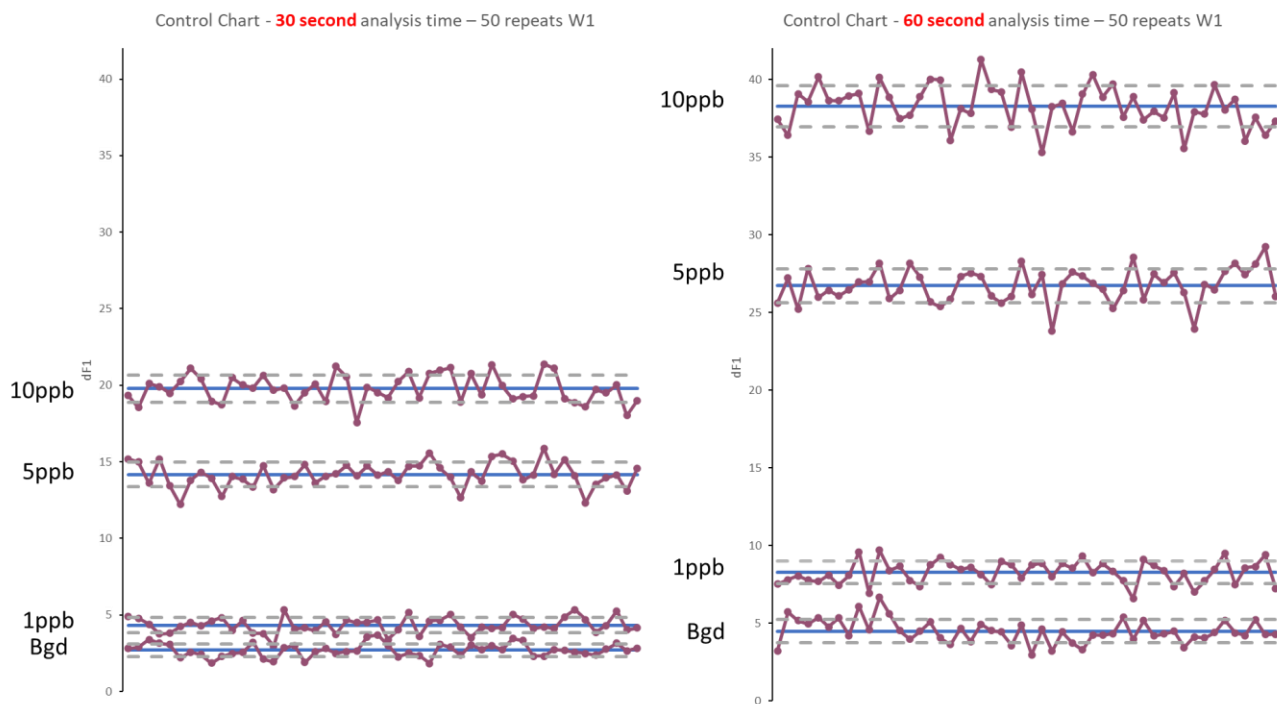 Control Chart - 30 second analysis time – 50 repeats W1
40
35
30
25
20
15
10
5
0
dF1
10ppb
5ppb
1ppb
Bgd
Control Chart - 60 second analysis time – 50 repeats W1
40
35
30
25
20
15
10
5
0
dF1
10ppb
5ppb
1ppb
Bgd